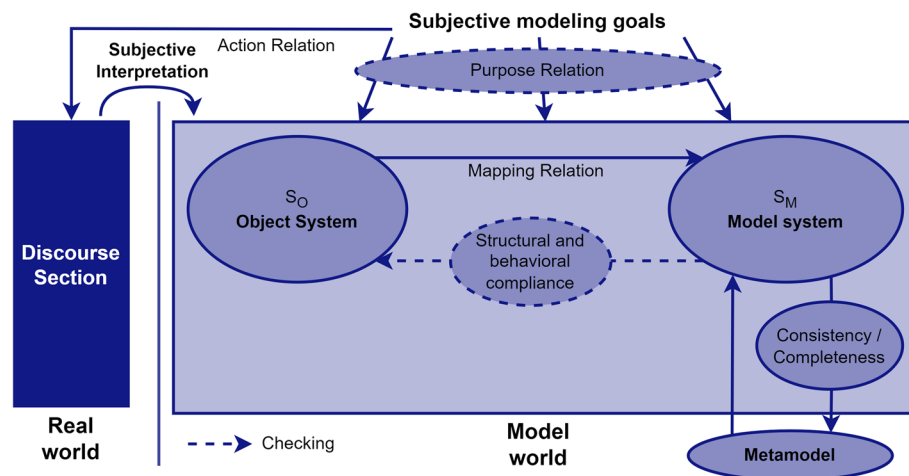 Subjective modeling goals
Action Relation
Subjective
Interpretation
Purpose Relation
Mapping Relation
S_O
Object System
S_M
Model system
Structural and
behavioral
compliance
Discourse
Section
Consistency /
Completeness
Real
world
Checking
Model
world
Metamodel